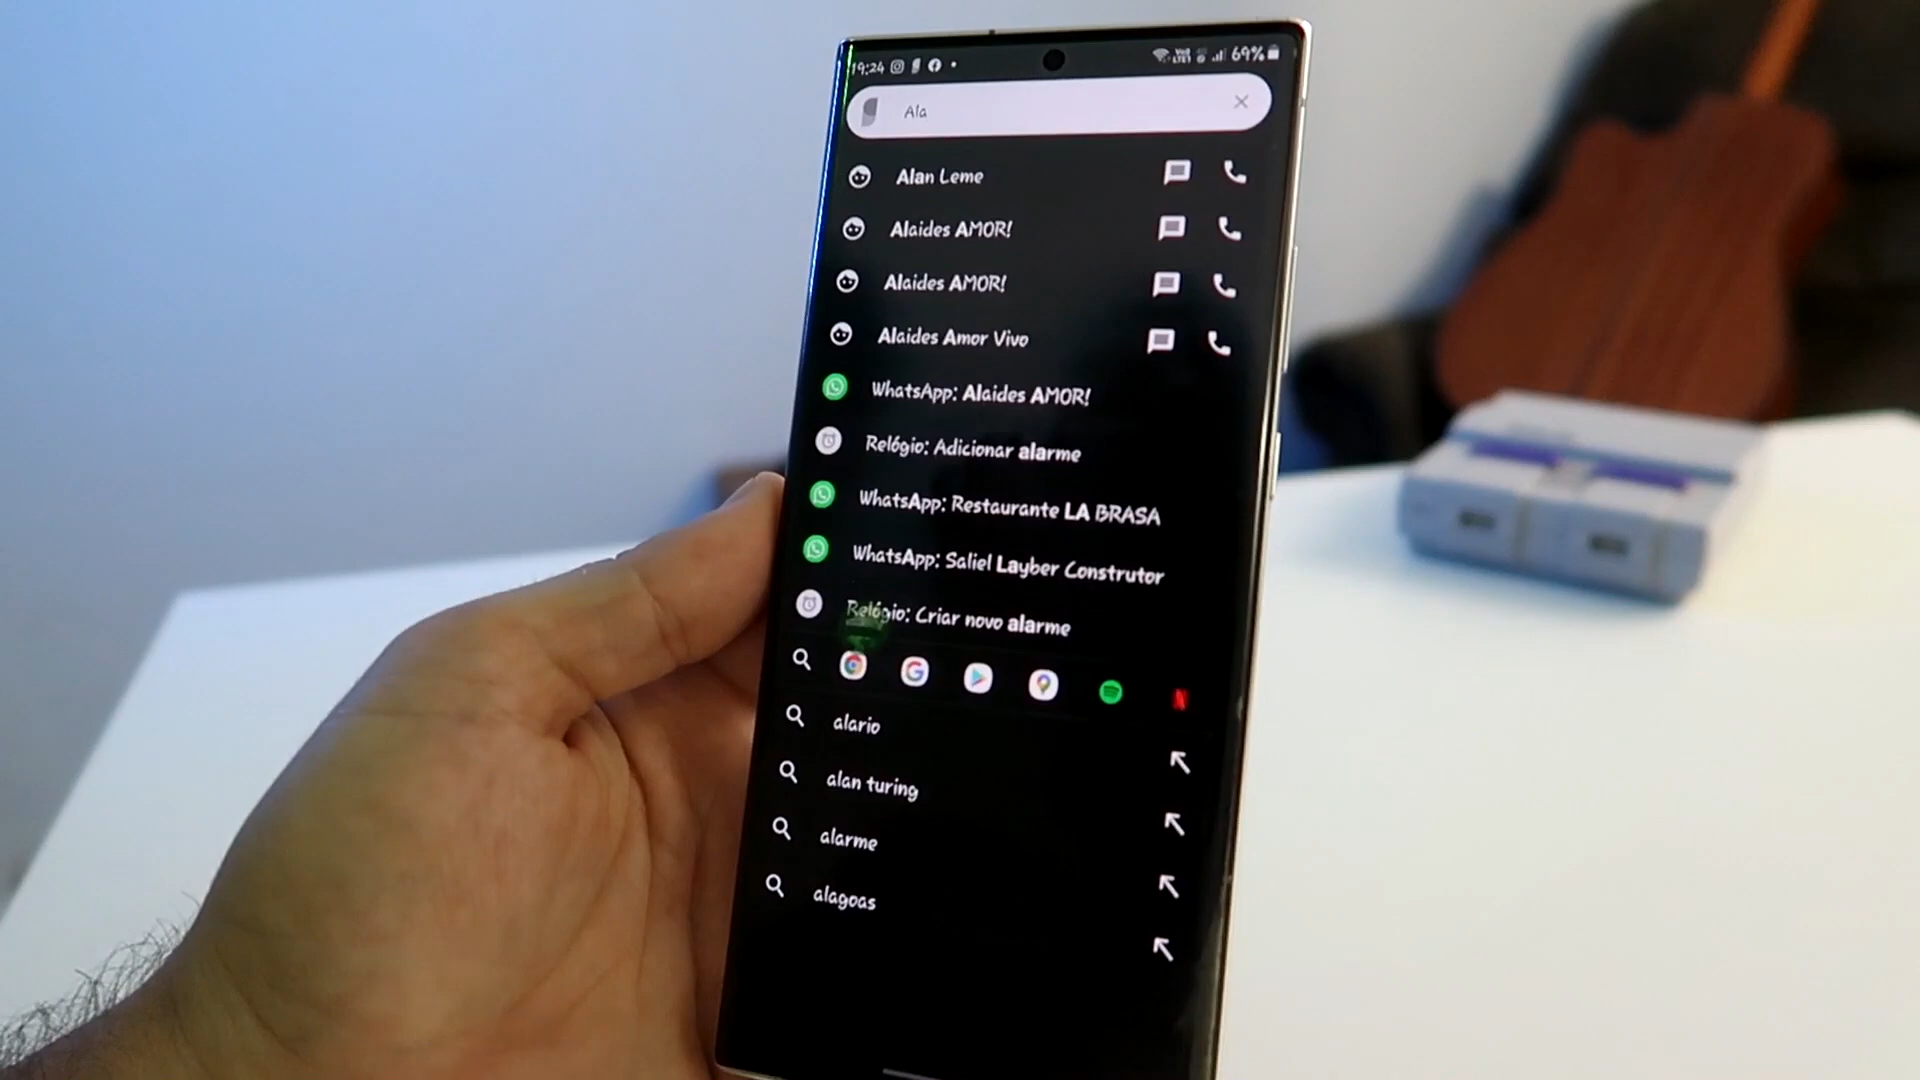 19:24 69%
Ala
Alan Leme
Alaides AMOR!
Alaides AMOR!
Alaides Amor Vivo
WhatsApp: Alaides AMOR!
Relógio: Adicionar alarme
WhatsApp: Restaurante LA BRASA
WhatsApp: Saliel Layber Construtor
Relógio: Criar novo alarme
alario
alan turing
alarme
alagoas